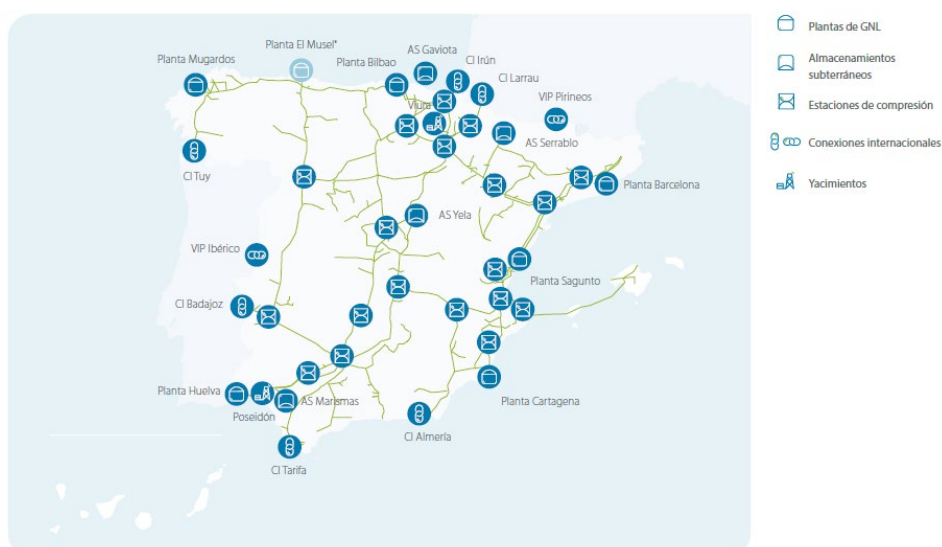 Planta El Musel*
Planta Mugardos
Planta Bilbao
AS Gaviota
CI Irún
CI Larrau
Viura
VIP Pirineos
AS Serrablo
CI Tuy
Planta Barcelona
AS Yela
VIP Ibérico
Planta Sagunto
CI Badajoz
Planta Huelva
Poseidón
AS Marismas
Planta Cartagena
CI Almería
CI Tarifa
Plantas de GNL
Almacenamientos
subterráneos
Estaciones de compresión
Conexiones internacionales
Yacimientos